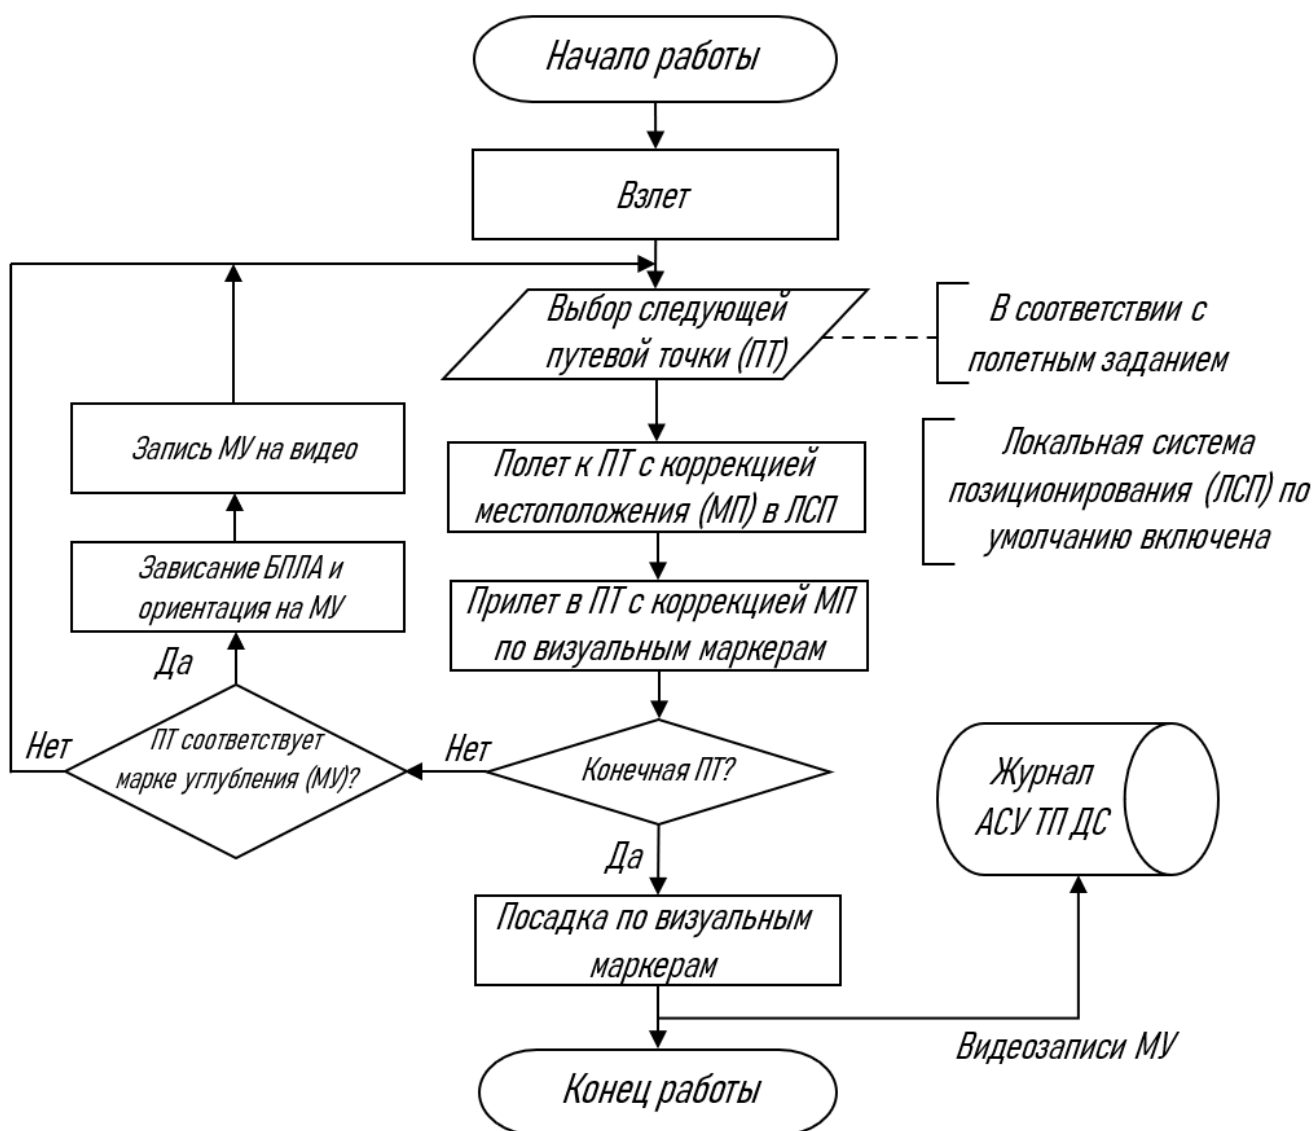 Начало работы
Взлет
Выбор следующей
путевой точки (ПТ)
В соответствии с
полетным заданием
Запись МУ на видео
Полет к ПТ с коррекцией
местоположения (МП) в ЛСП
Локальная система
позиционирования (ЛСП) по
умолчанию включена
Зависание БПЛА и
ориентация на МУ
Прилет в ПТ с коррекцией МП
по визуальным маркерам
Да
Нет
ПТ соответствует
марке углубления (МУ)?
Нет
Конечная ПТ?
Журнал
АСУ ТП ДС
Да
Посадка по визуальным
маркерам
Видеозаписи МУ
Конец работы